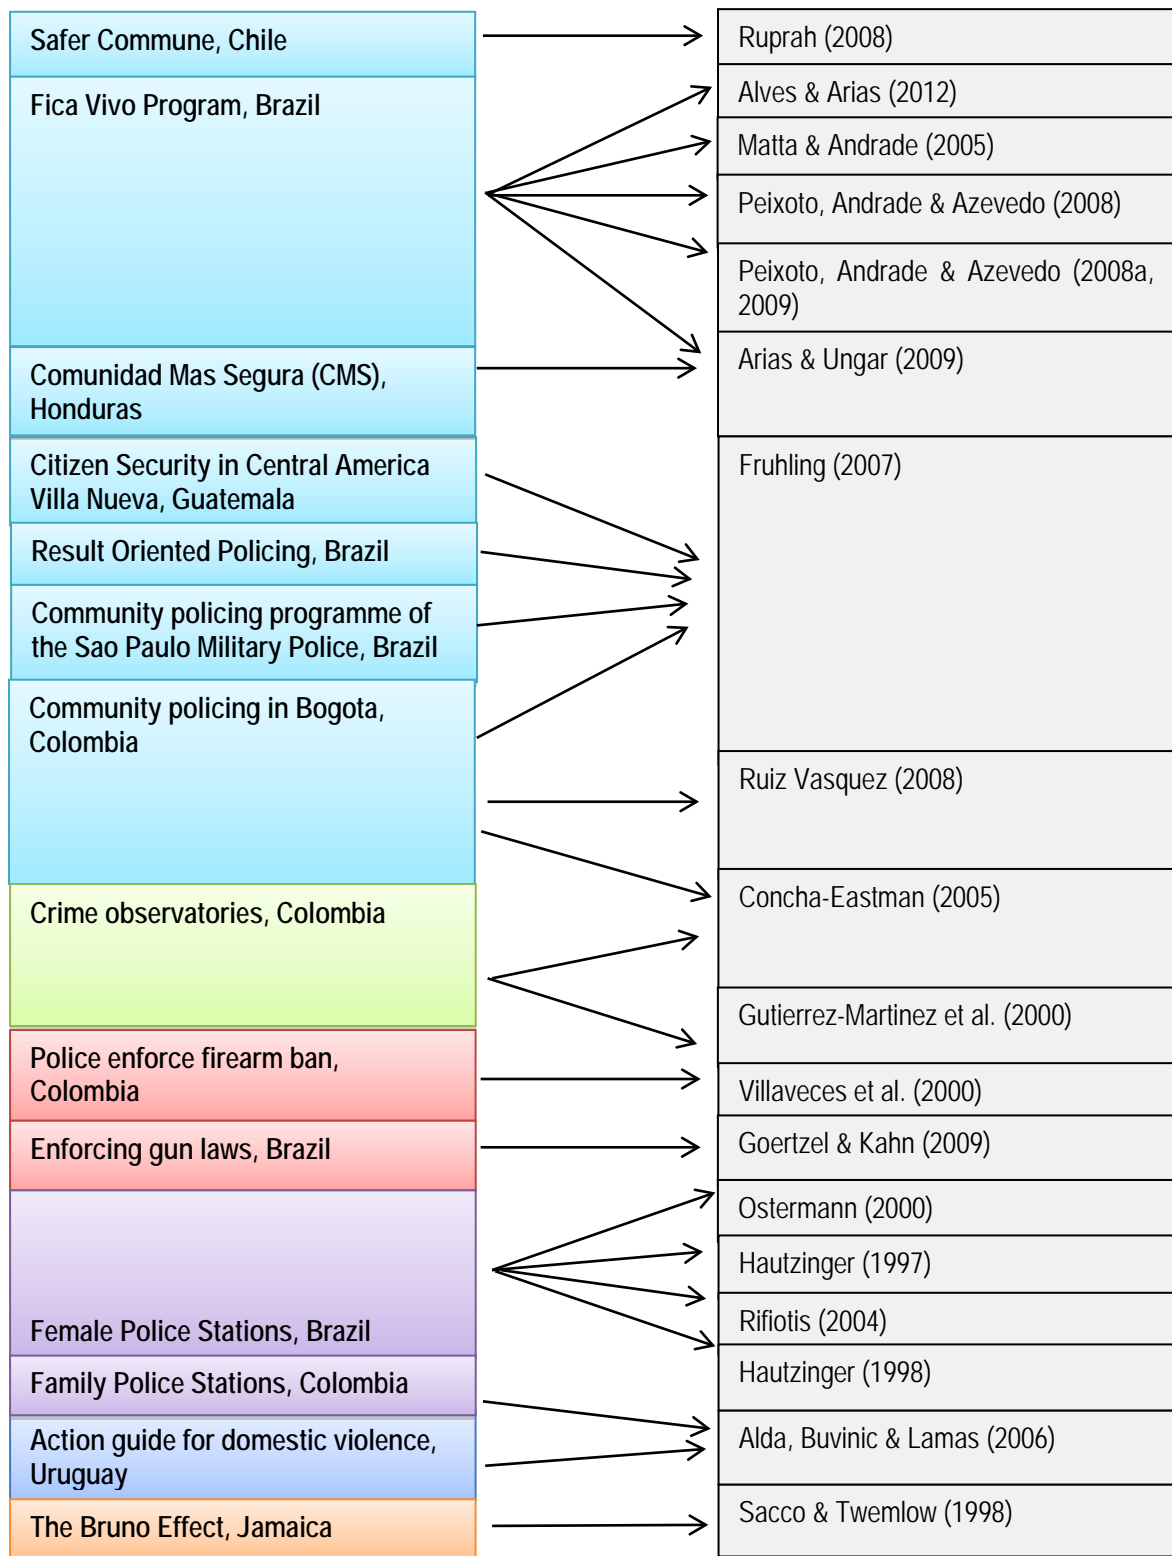 Safer Commune, Chile
Ruprah (2008)
Fica Vivo Program, Brazil
Alves & Arias (2012)
Matta & Andrade (2005)
Peixoto, Andrade & Azevedo (2008)
Peixoto, Andrade & Azevedo (2008a,
2009)
Comunidad Mas Segura (CMS),
Honduras
Arias & Ungar (2009)
Citizen Security in Central America
Villa Nueva, Guatemala
Fruhling (2007)
Result Oriented Policing, Brazil
Community policing programme of
the Sao Paulo Military Police, Brazil
Community policing in Bogota,
Colombia
Ruiz Vasquez (2008)
Concha-Eastman (2005)
Crime observatories, Colombia
Gutierrez-Martinez et al. (2000)
Police enforce firearm ban,
Colombia
Villaveces et al. (2000)
Enforcing gun laws, Brazil
Goertzel & Kahn (2009)
Ostermann (2000)
Hautzinger (1997)
Rifiotis (2004)
Female Police Stations, Brazil
Hautzinger (1998)
Family Police Stations, Colombia
Action guide for domestic violence,
Uruguay
Alda, Buvinic & Lamas (2006)
The Bruno Effect, Jamaica
Sacco & Twemlow (1998)